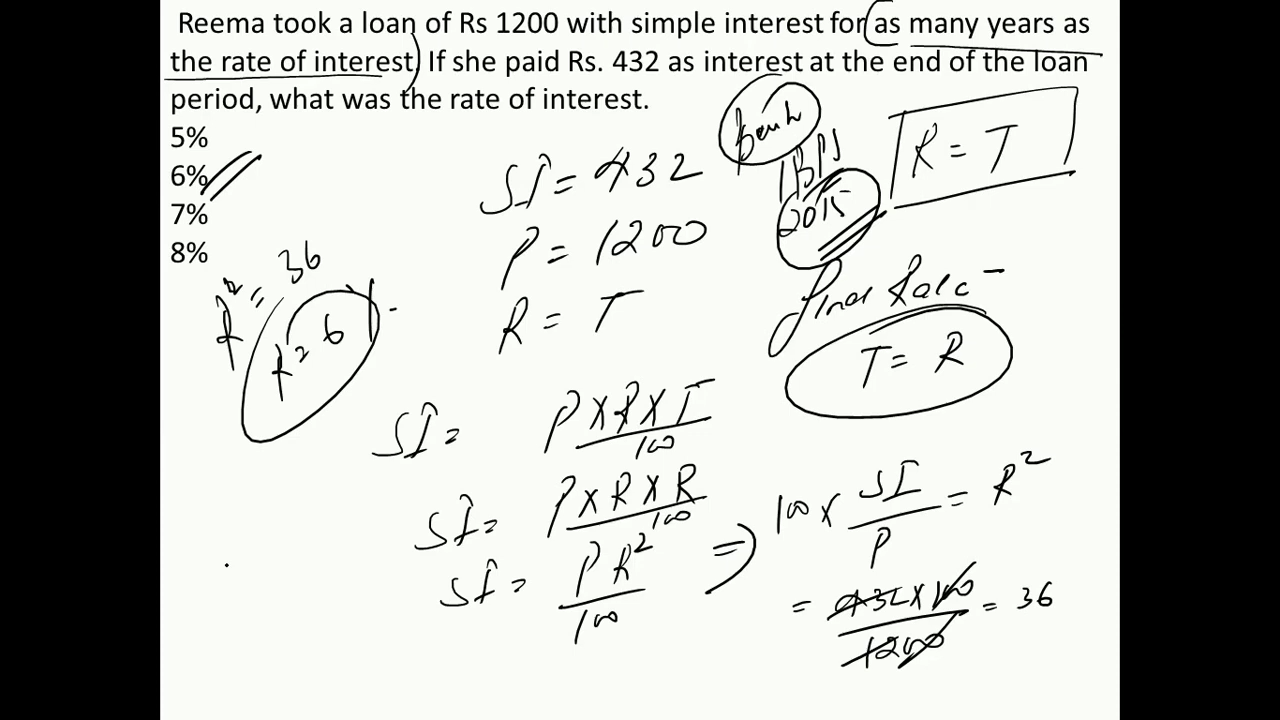 Reema took a loan of Rs 1200 with simple interest for as many years as
the rate of interest. If she paid Rs. 432 as interest at the end of the loan
period, what was the rate of interest.
5%
6%
7%
8%
Bank
IBPS
2015
R = T
SI = 432
P = 1200
R = T
T = R
R² = 36
6
SI = P X R X T / 100
SI = P X R X R / 100
SI = P R² / 100
⇒ 100 X SI / P = R²
= 432 X 100 / 1200 = 36